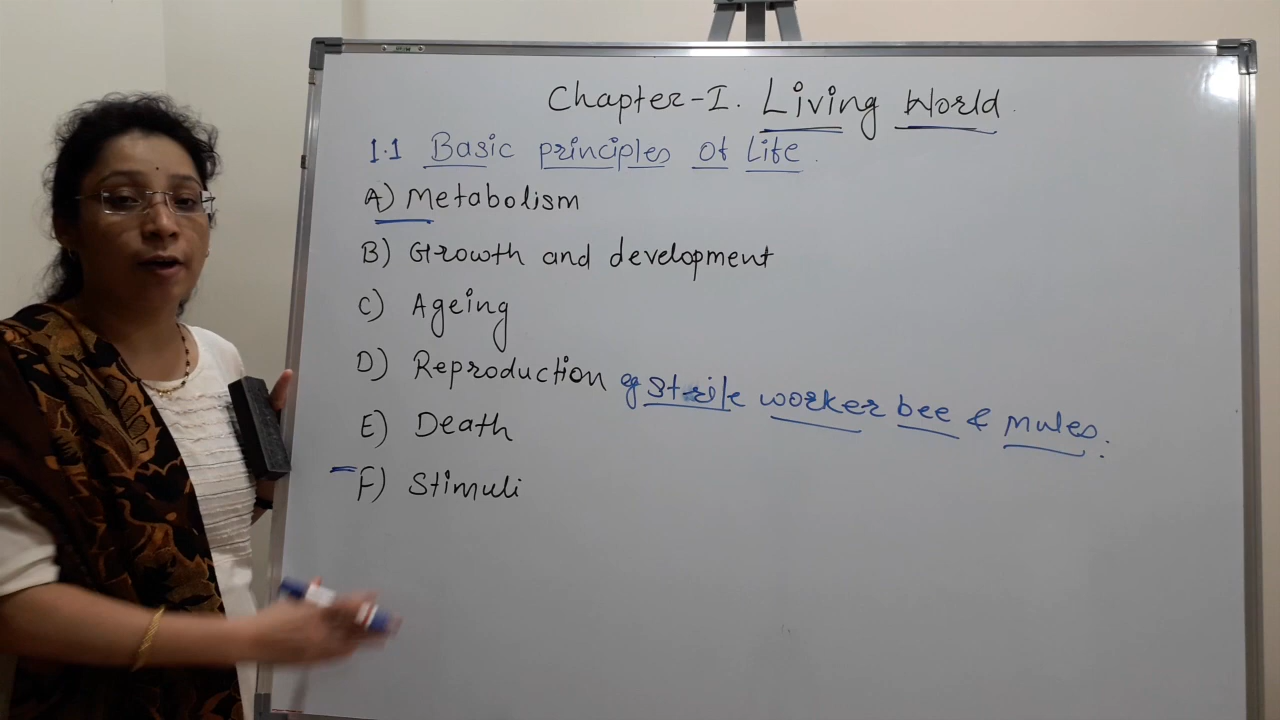 Chapter-I. Living World.
1.1 Basic principles of Life.
A) Metabolism
B) Growth and development
C) Ageing
D) Reproduction eg Strile worker bee & Mules.
E) Death
F) Stimuli